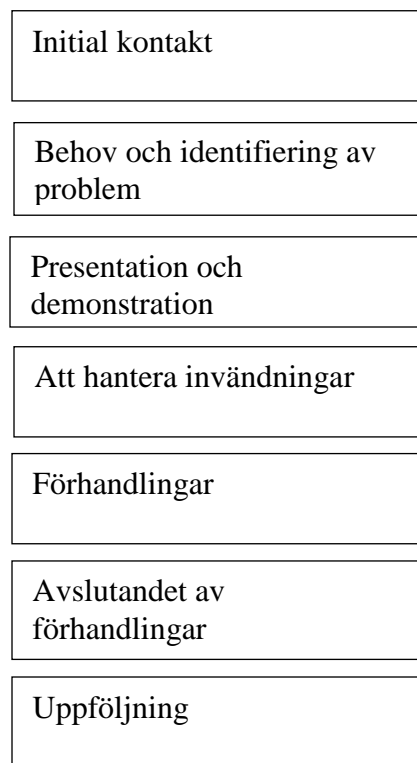 Initial kontakt
Behov och identifiering av
problem
Presentation och
demonstration
Att hantera invändningar
Förhandlingar
Avslutandet av
förhandlingar
Uppföljning